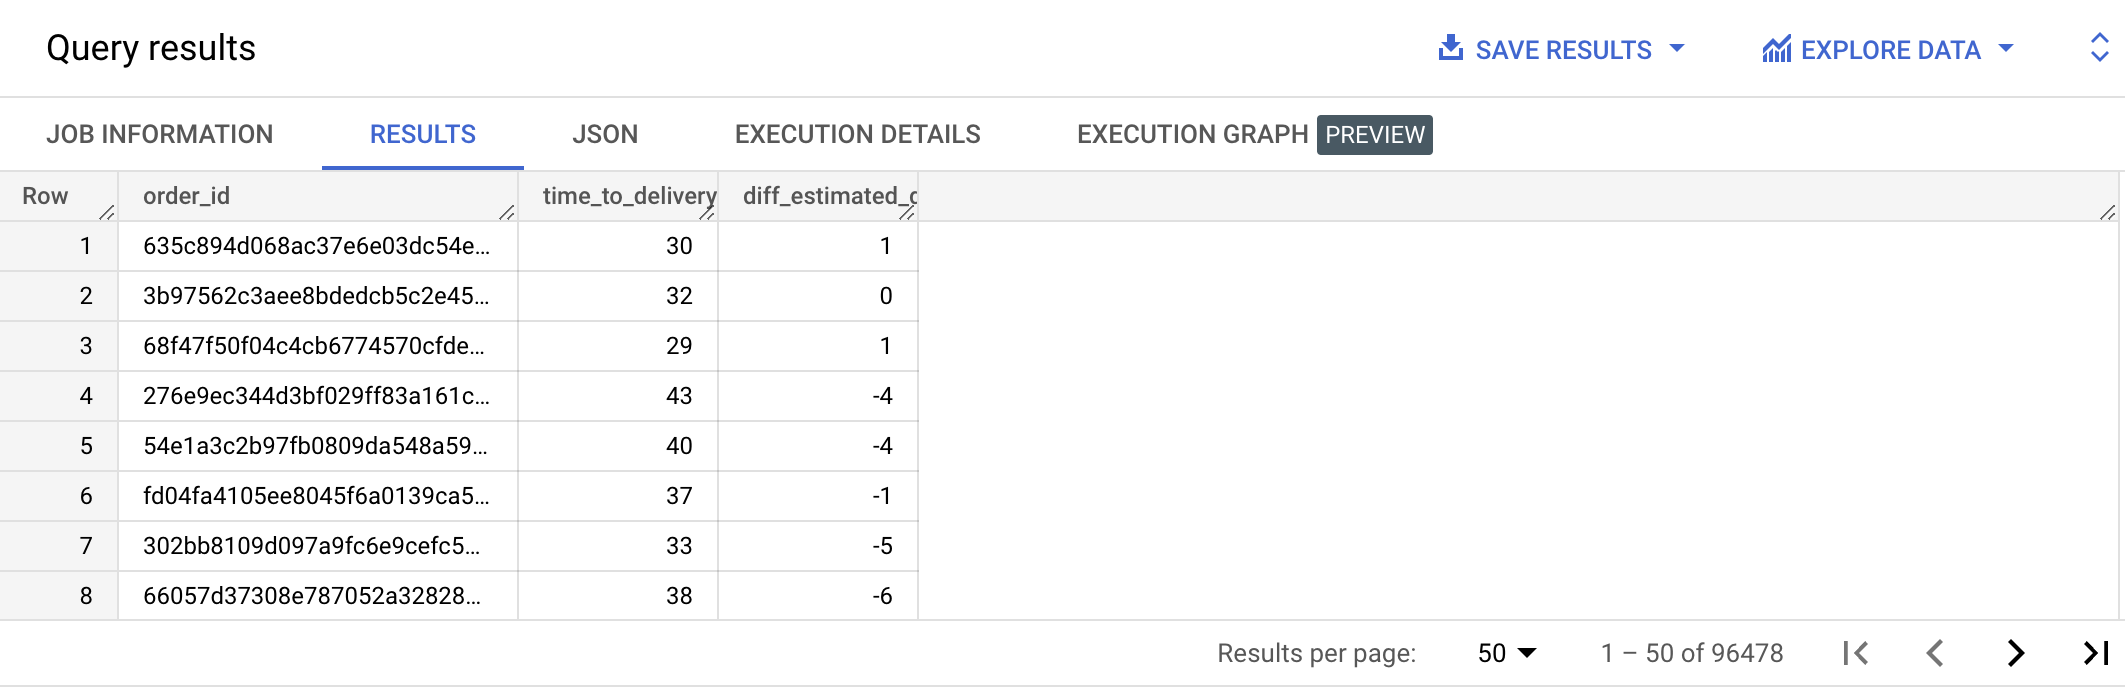 Query results
SAVE RESULTS
EXPLORE DATA
JOB INFORMATION RESULTS JSON EXECUTION DETAILS EXECUTION GRAPH PREVIEW
Row order_id time_to_delivery diff_estimated_d
1 635c894d068ac37e6e03dc54e... 30 1
2 3b97562c3aee8bdedcb5c2e45... 32 0
3 68f47f50f04c4cb6774570cfde... 29 1
4 276e9ec344d3bf029ff83a161c... 43 -4
5 54e1a3c2b97fb0809da548a59... 40 -4
6 fd04fa4105ee8045f6a0139ca5... 37 -1
7 302bb8109d097a9fc6e9cefc5... 33 -5
8 66057d37308e787052a32828... 38 -6
Results per page: 50 1 – 50 of 96478